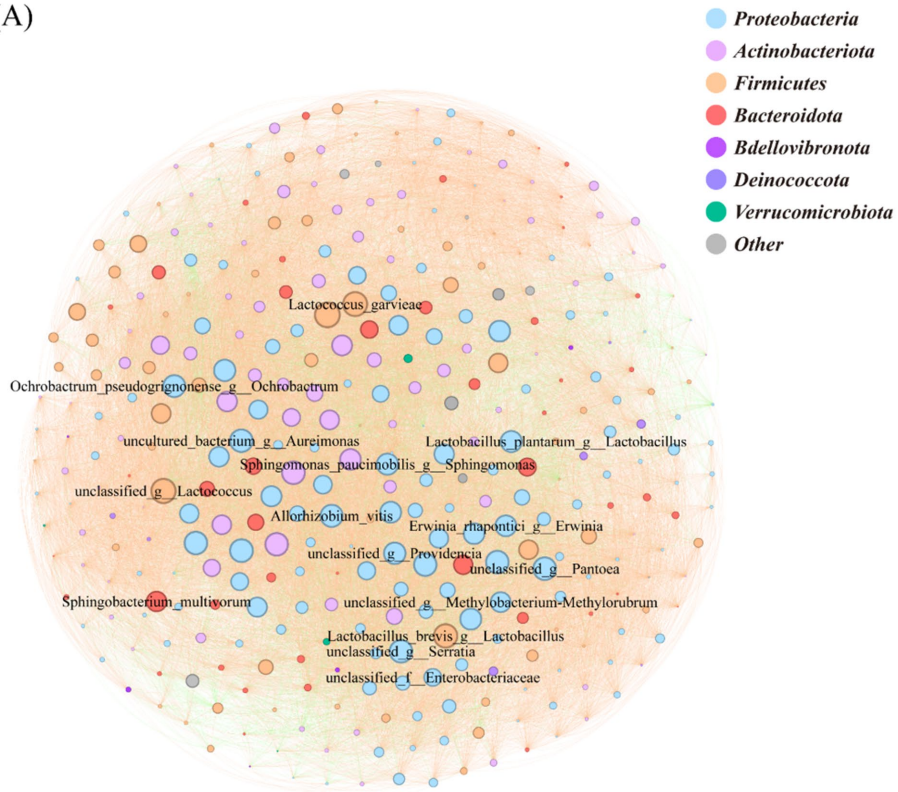 A)
Proteobacteria
Actinobacteriota
Firmicutes
Bacteroidota
Bdellovibronota
Deinococcota
Verrucomicrobiota
Other
Lactococcus_garvieae
Ochrobactrum_pseudogrignonense_g__Ochrobactrum
uncultured_bacterium_g__Aureimonas
Lactobacillus_plantarum_g__Lactobacillus
Sphingomonas_paucimobilis_g__Sphingomonas
unclassified_g__Lactococcus
Allorhizobium_vitis
Erwinia_rhapontici_g__Erwinia
unclassified_g__Providencia
unclassified_g__Pantoea
Sphingobacterium_multivorum
unclassified_g__Methylobacterium-Methylorubrum
Lactobacillus_brevis_g__Lactobacillus
unclassified_g__Serratia
unclassified_f__Enterobacteriaceae